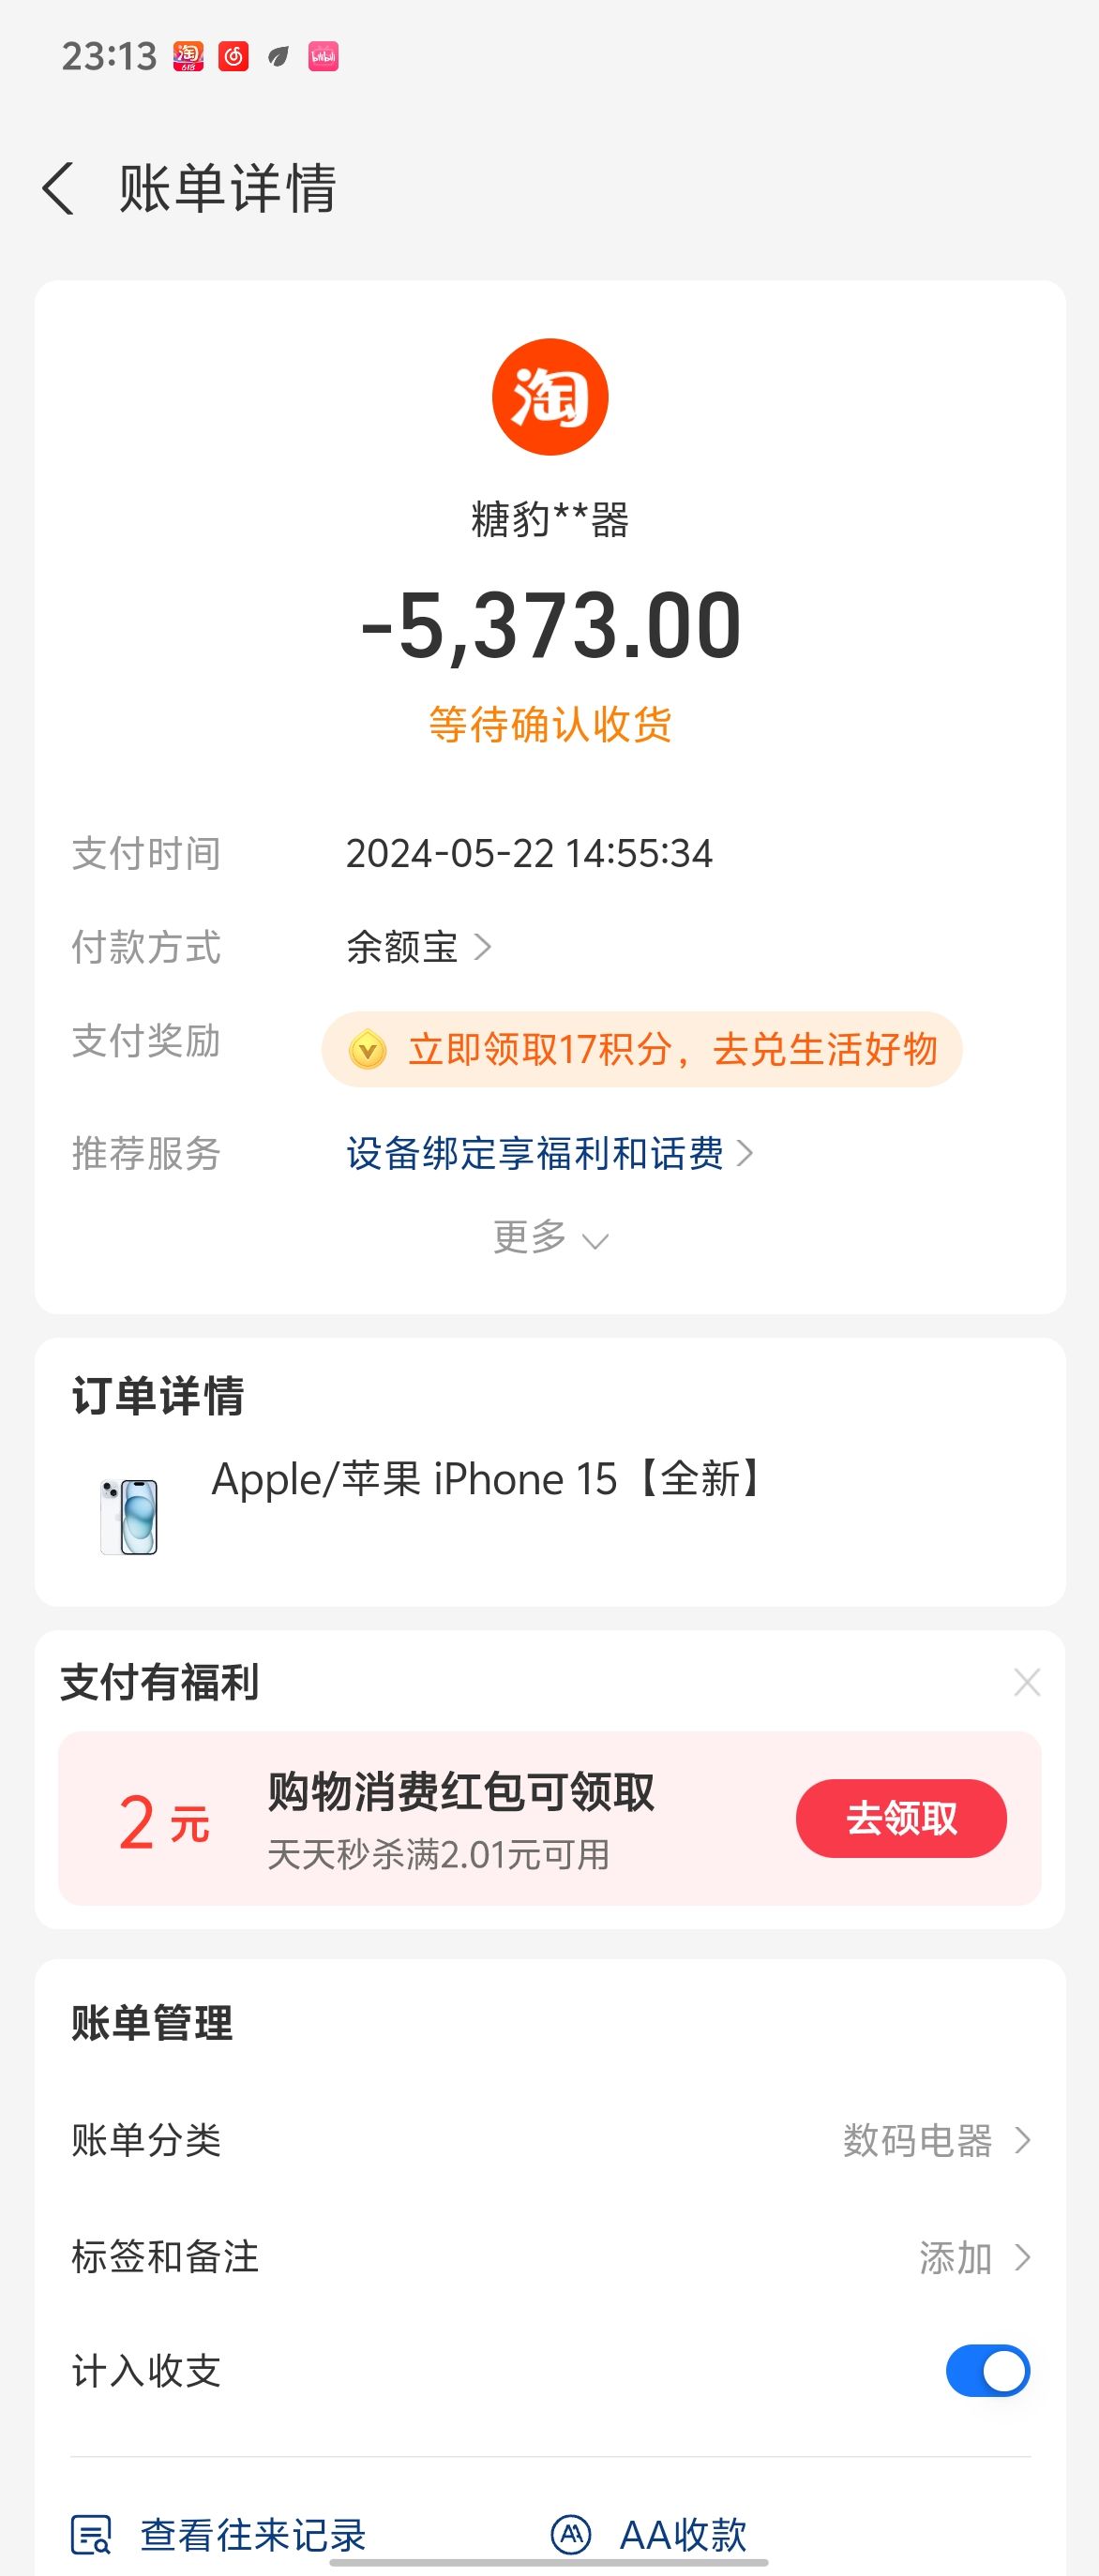 23:13
账单详情
淘
糖豹**器
-5,373.00
等待确认收货
支付时间 2024-05-22 14:55:34
付款方式 余额宝
支付奖励 立即领取17积分，去兑生活好物
推荐服务 设备绑定享福利和话费
更多
订单详情
Apple/苹果 iPhone 15【全新】
支付有福利
2元 购物消费红包可领取 去领取
天天秒杀满2.01元可用
账单管理
账单分类 数码电器
标签和备注 添加
计入收支
查看往来记录 AA收款